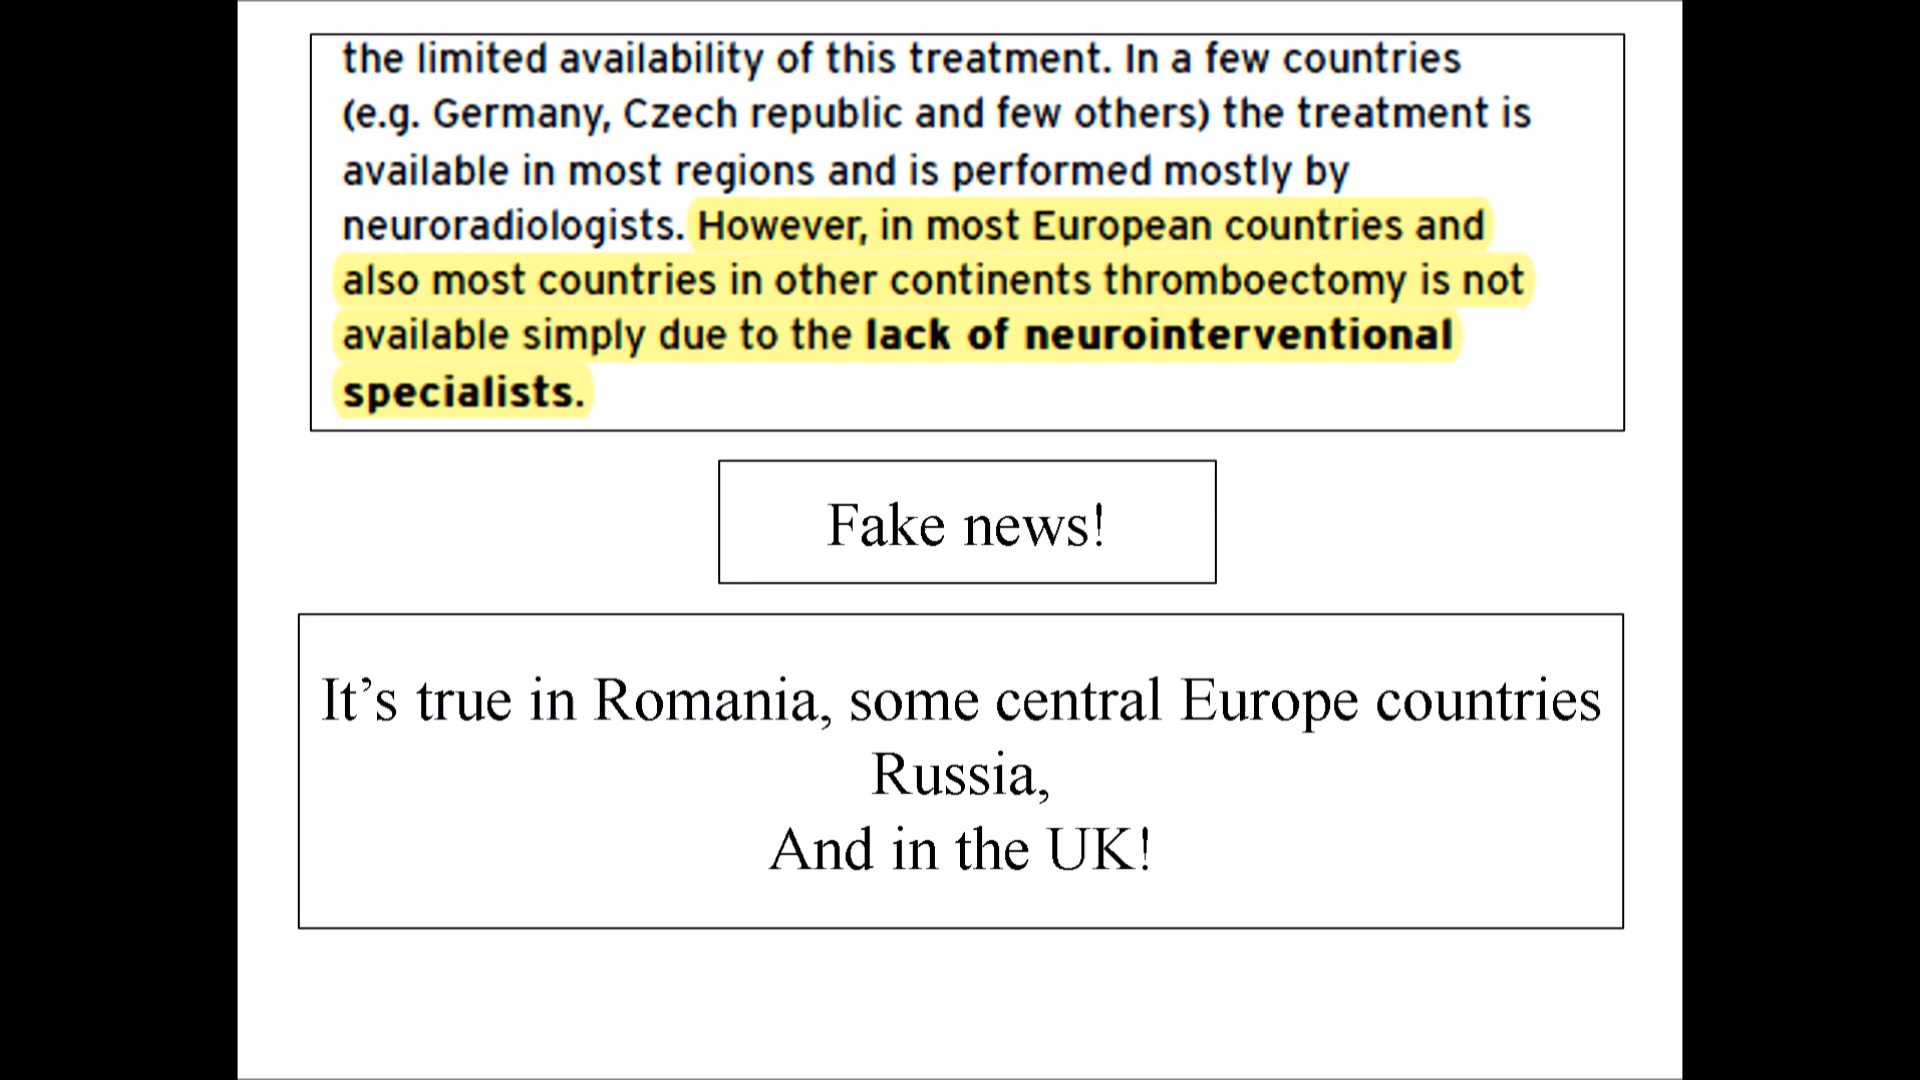 the limited availability of this treatment. In a few countries
(e.g. Germany, Czech republic and few others) the treatment is
available in most regions and is performed mostly by
neuroradiologists. However, in most European countries and
also most countries in other continents thromboectomy is not
available simply due to the lack of neurointerventional
specialists.
Fake news!
It’s true in Romania, some central Europe countries
Russia,
And in the UK!